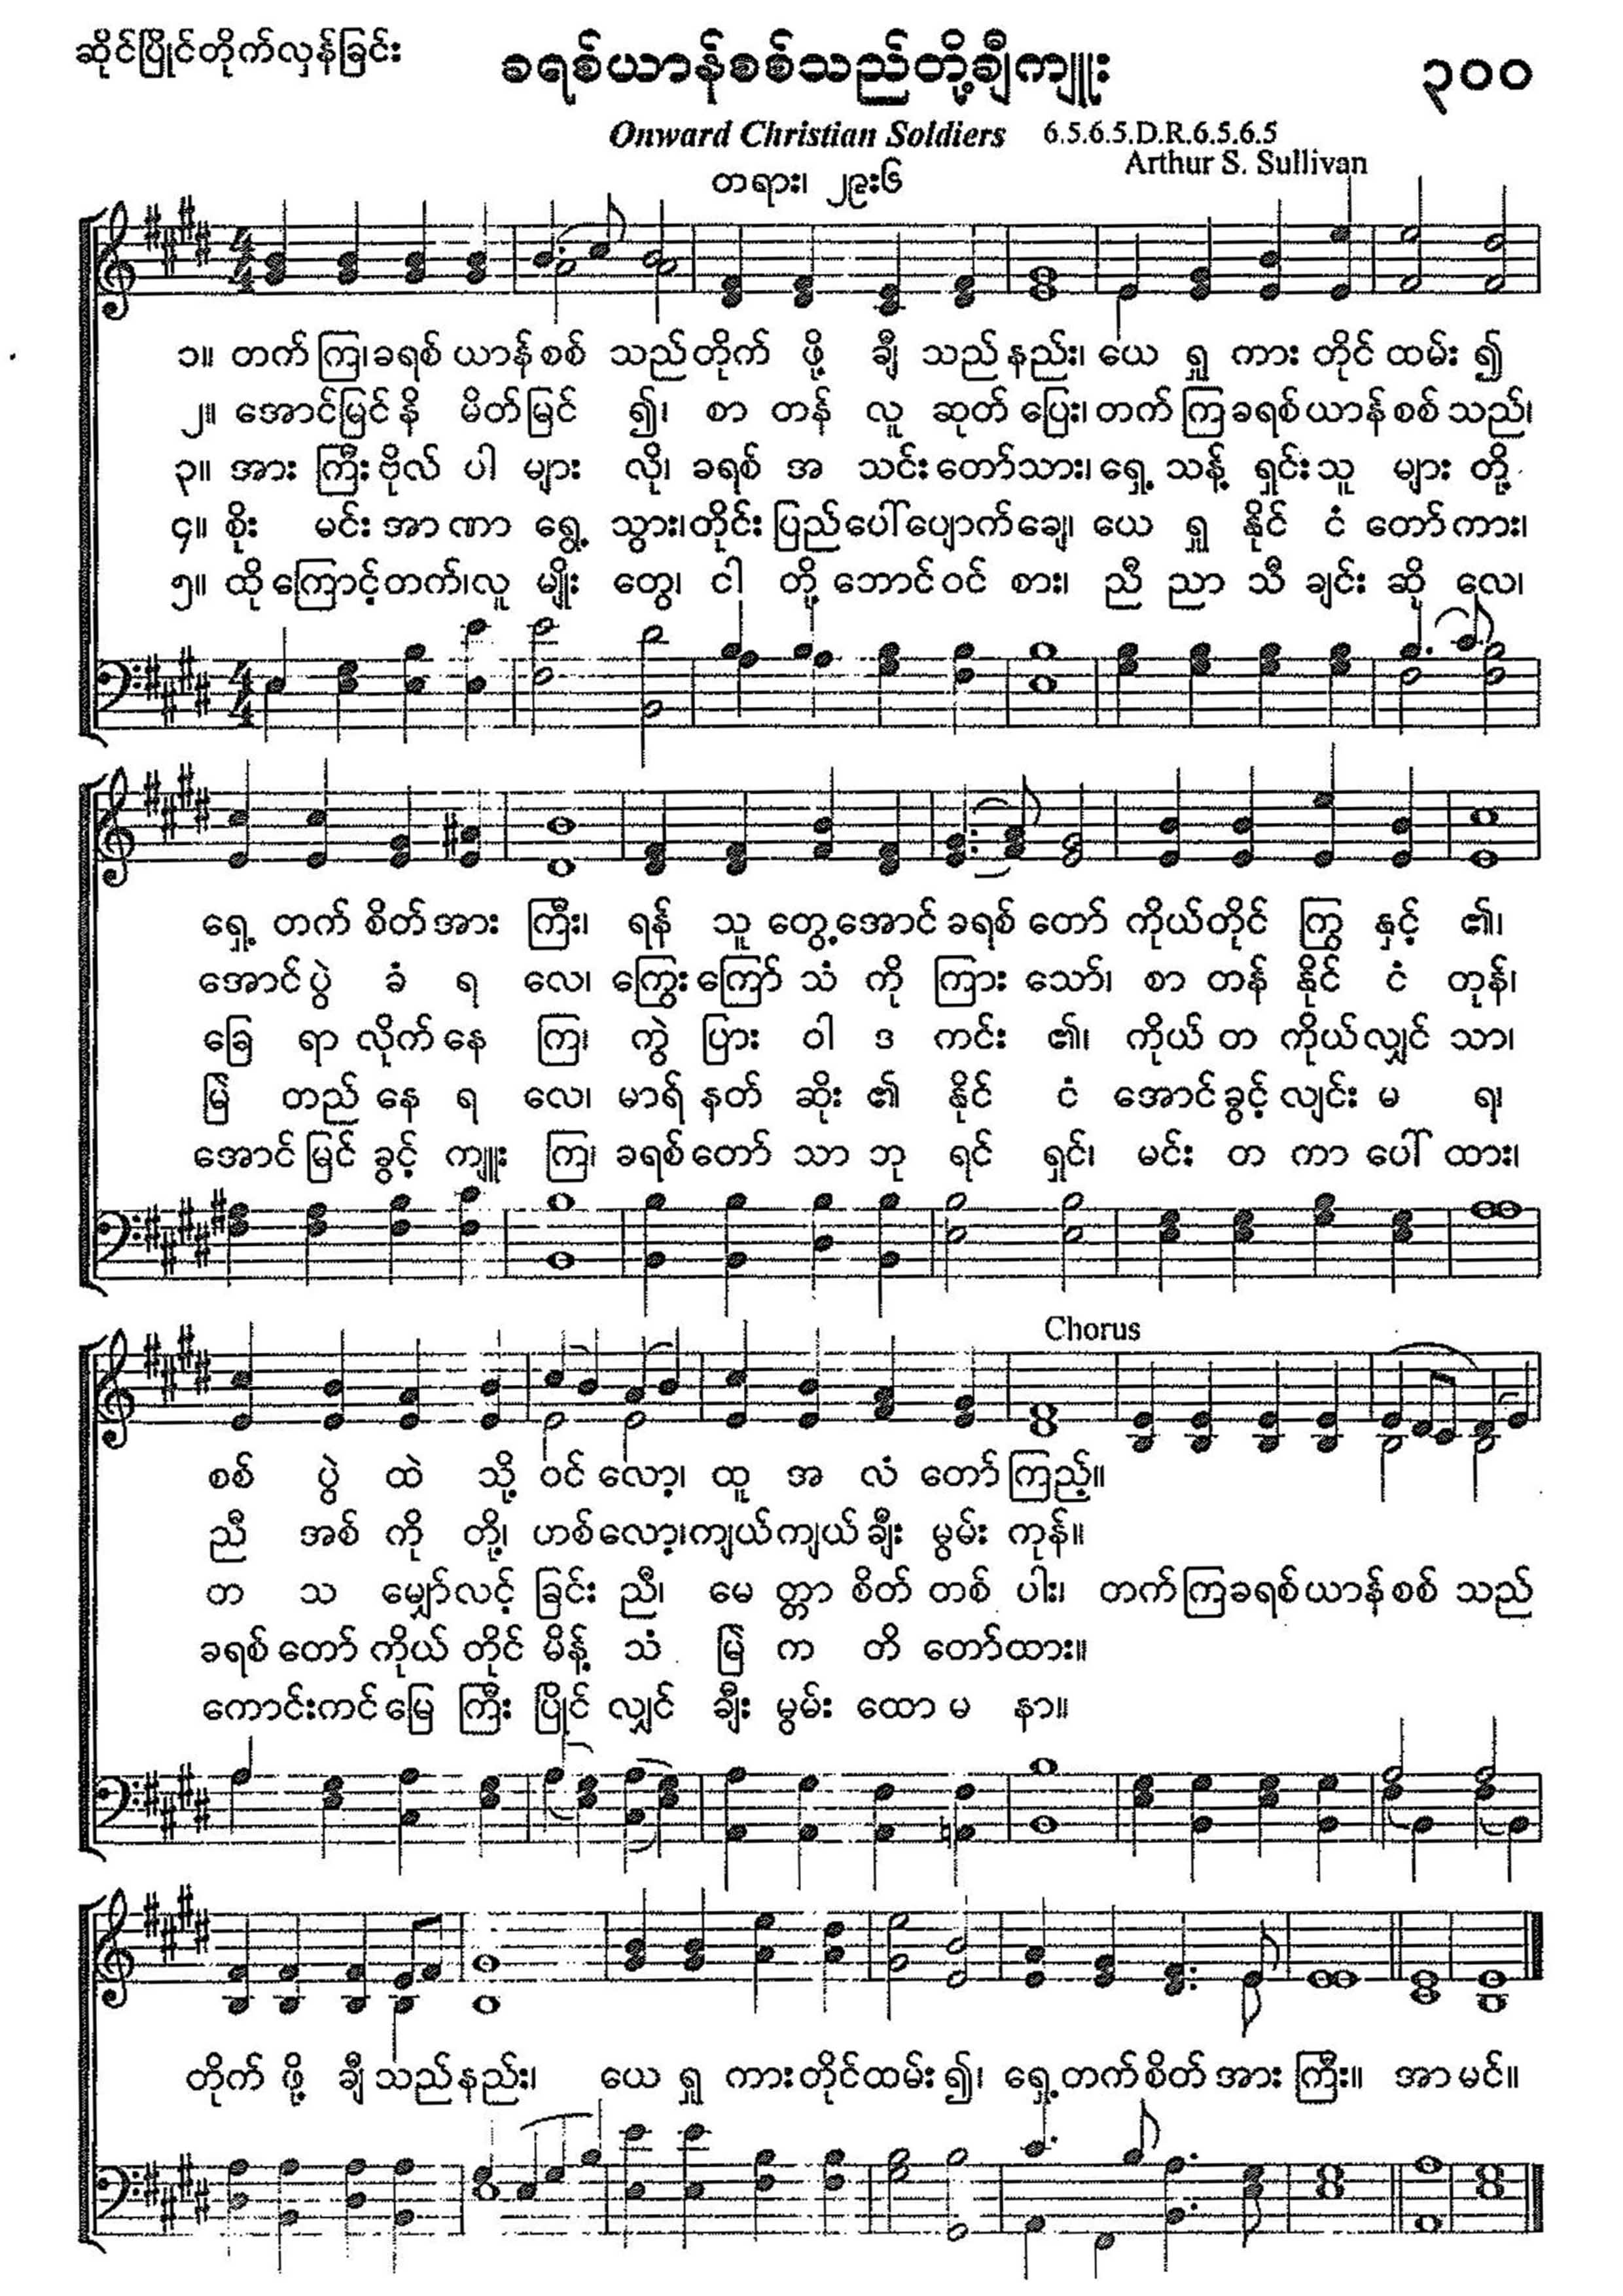 ဆိုင်ပြိုင်တိုက်လှန်ခြင်း
ခရစ်ယာန်စစ်သည်တို့ချီကျူး
၃၀၀
Onward Christian Soldiers 6.5.6.5.D.R.6.5.6.5
Arthur S. Sullivan
တရား၊ ၂၉း၆
၁။ တက် ကြ၊ခရစ် ယာန် စစ် သည် တိုက် ဖို့ ချီ သည် နည်း၊ ယေ ရှု ကား တိုင် ထမ်း ၍
၂။ အောင်မြင် နိ မိတ်မြင် ၍၊ စာ တန် လူ ဆုတ် ပြေး၊ တက် ကြ ခရစ် ယာန် စစ် သည်၊
၃။ အား ကြီး ဗိုလ် ပါ များ လို၊ ခရစ် အ သင်း တော်သား၊ ရှေ့ သန့် ရှင်း သူ များ တို့
၄။ စိုး မင်း အာ ဏာ ရွေ့ သွား၊ တိုင်း ပြည် ပေါ် ပျောက်ချေ၊ ယေ ရှု နိုင် ငံ တော် ကား၊
၅။ ထို ကြောင့် တက်၊လူ မျိုး တွေ၊ ငါ တို့ ဘောင် ဝင် စား၊ ညီ ညာ သီ ချင်း ဆို လေ၊
ရှေ့ တက် စိတ် အား ကြီး၊ ရန် သူ တွေ့ အောင် ခရစ် တော် ကိုယ် တိုင် ကြွ နှင့် ၏၊
အောင် ပွဲ ခံ ရ လေ၊ ကြွေး ကြော် သံ ကို ကြား သော်၊ စာ တန် နိုင် ငံ တုန်၊
ခြေ ရာ လိုက် နေ ကြ၊ ကွဲ ပြား ဝါ ဒ ကင်း ၏၊ ကိုယ် တ ကိုယ် လျှင် သာ၊
မြဲ တည် နေ ရ လေ၊ မာရ် နတ် ဆိုး ၏ နိုင် ငံ အောင် ခွင့် လျင်း မ ရ၊
အောင် မြင် ခွင့် ကျူး ကြ၊ ခရစ် တော် သာ ဘု ရင် ရှင်၊ မင်း တ ကာ ပေါ် ထား၊
Chorus
စစ် ပွဲ ထဲ သို့ ဝင် လော့၊ ထူ အ လံ တော် ကြည့်။
ညီ အစ် ကို တို့၊ ဟစ် လော့၊ ကျယ် ကျယ် ချီး မွမ်း ကုန်။
တ သ မျှော် လင့် ခြင်း ညီ၊ မေ တ္တာ စိတ် တစ် ပါး၊ တက် ကြ ခရစ် ယာန် စစ် သည်
ခရစ် တော် ကိုယ် တိုင် မိန့် သံ မြဲ က တိ တော် ထား။
ကောင်းကင် မြေ ကြီး ပြိုင် လျှင် ချီး မွမ်း ထော မ နာ။
တိုက် ဖို့ ချီ သည် နည်း၊ ယေ ရှု ကား တိုင် ထမ်း ၍၊ ရှေ့ တက် စိတ် အား ကြီး။ အာ မင်။